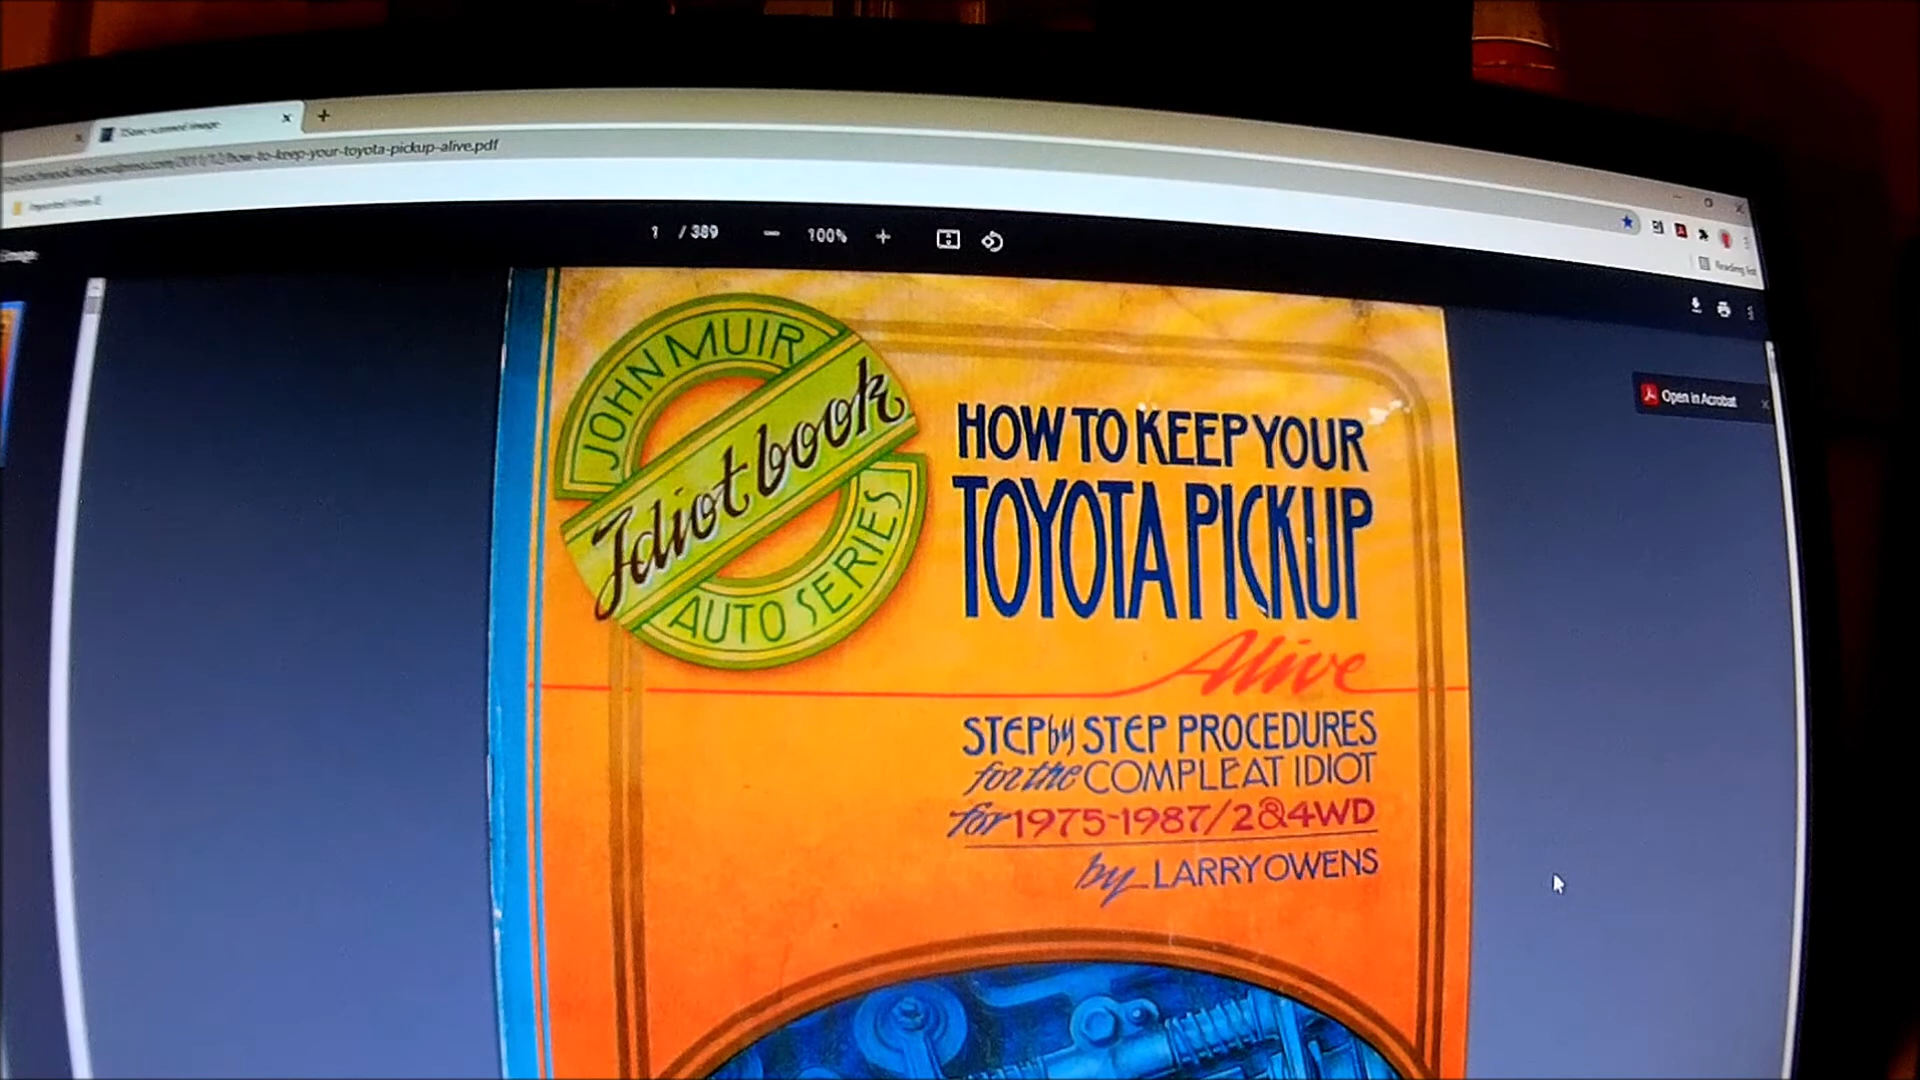 how-to-keep-your-toyota-pickup-alive.pdf
1 / 389 — 100% +
Reading list
Open in Acrobat
JOHN MUIR
Idiot book
AUTO SERIES
HOW TO KEEP YOUR
TOYOTA PICKUP
Alive
STEP by STEP PROCEDURES
for the COMPLEAT IDIOT
for 1975-1987/2&4WD
by LARRY OWENS